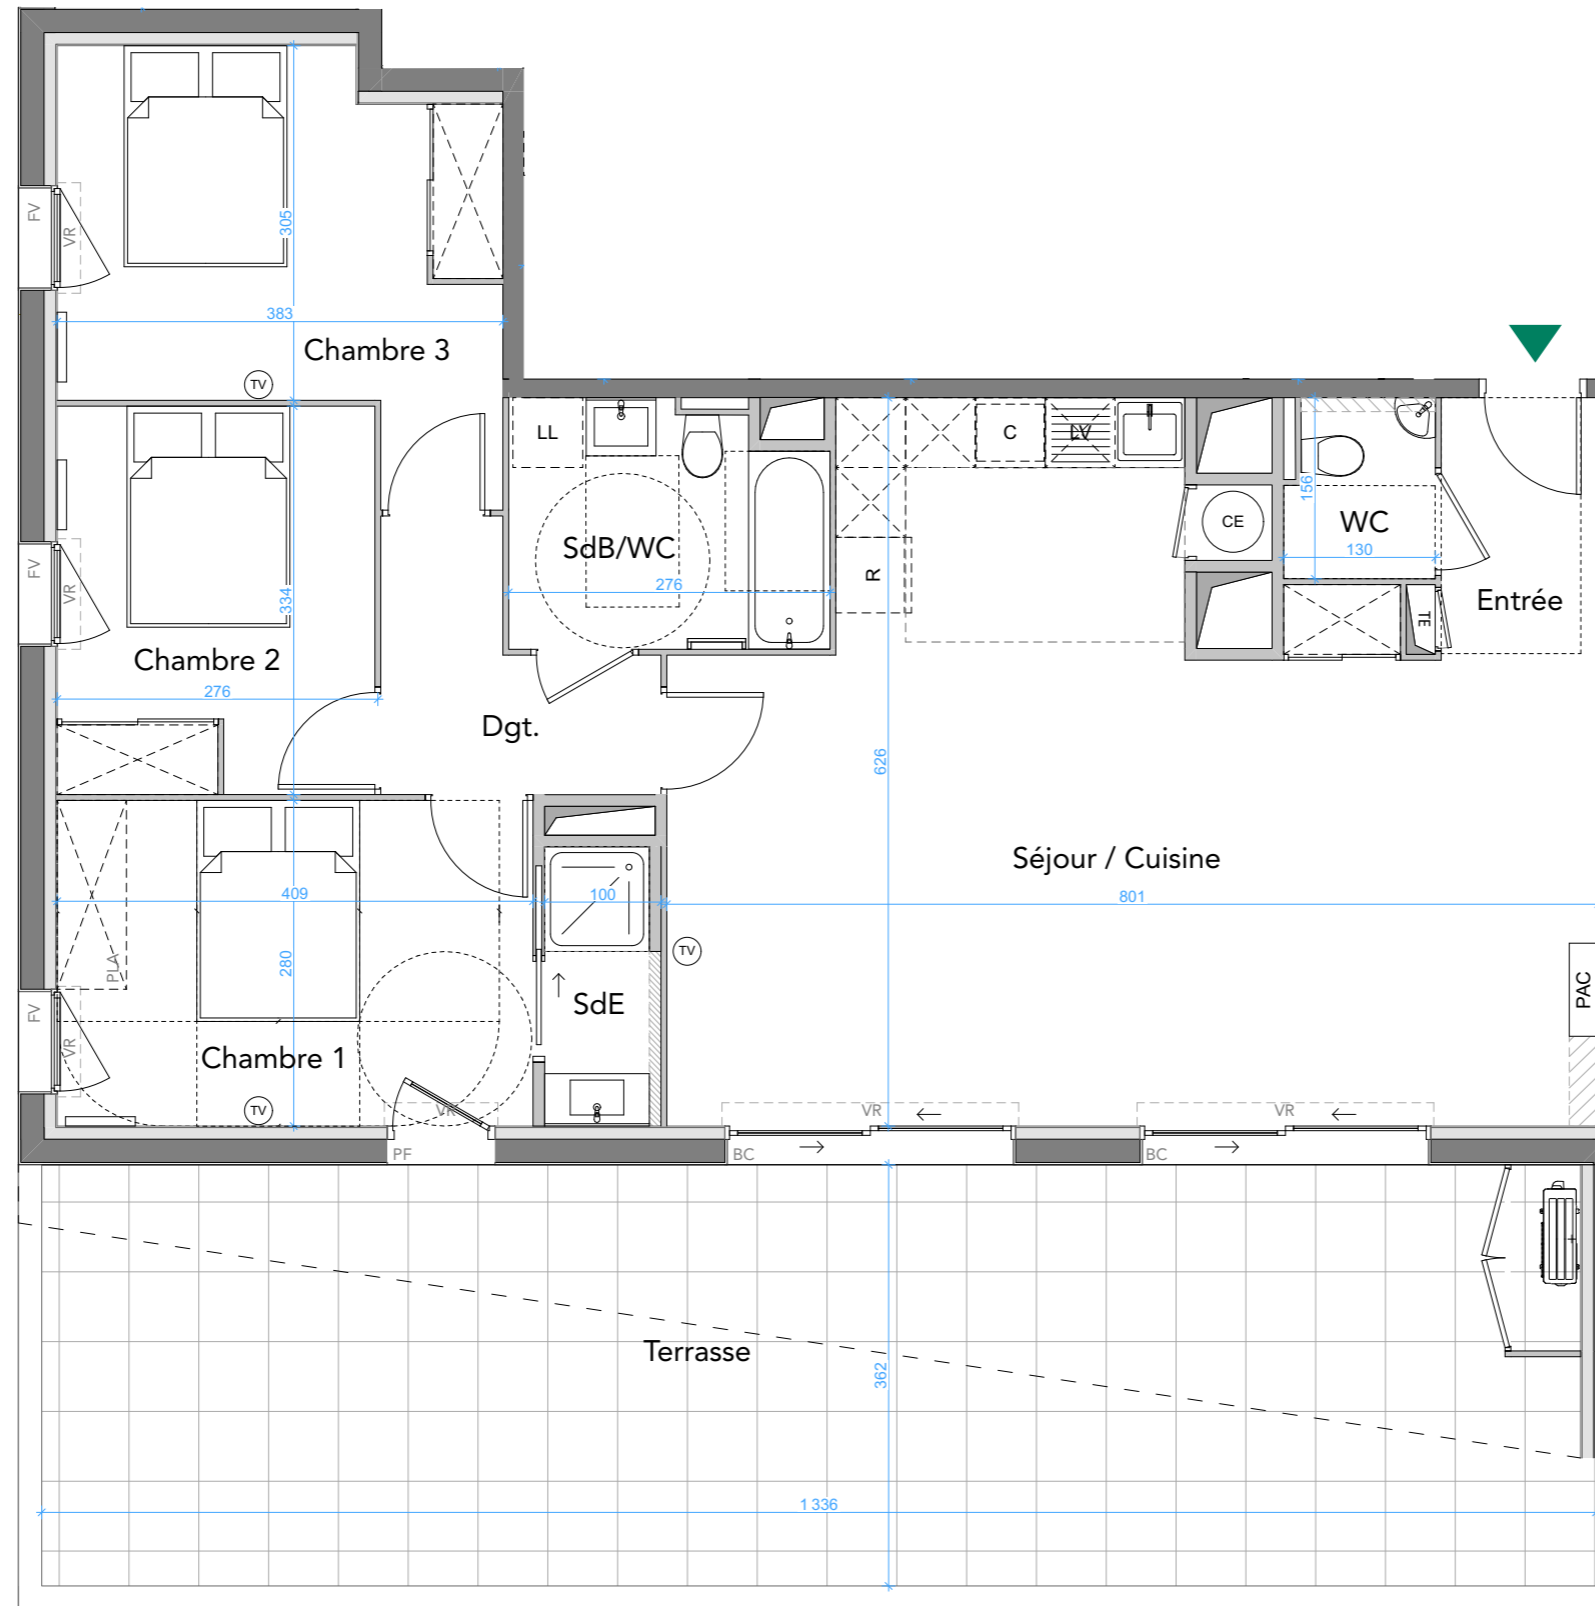 FV
VR
305
383
Chambre 3
TV
LL
C
LV
SdB/WC
276
R
CE
156
WC
130
Entrée
TE
FV
VR
334
Chambre 2
276
Dgt.
626
Séjour / Cuisine
801
409
100
PLA
280
TV
SdE
PAC
FV
VR
Chambre 1
TV
VR
VR
VR
PF
BC
BC
Terrasse
362
1 336